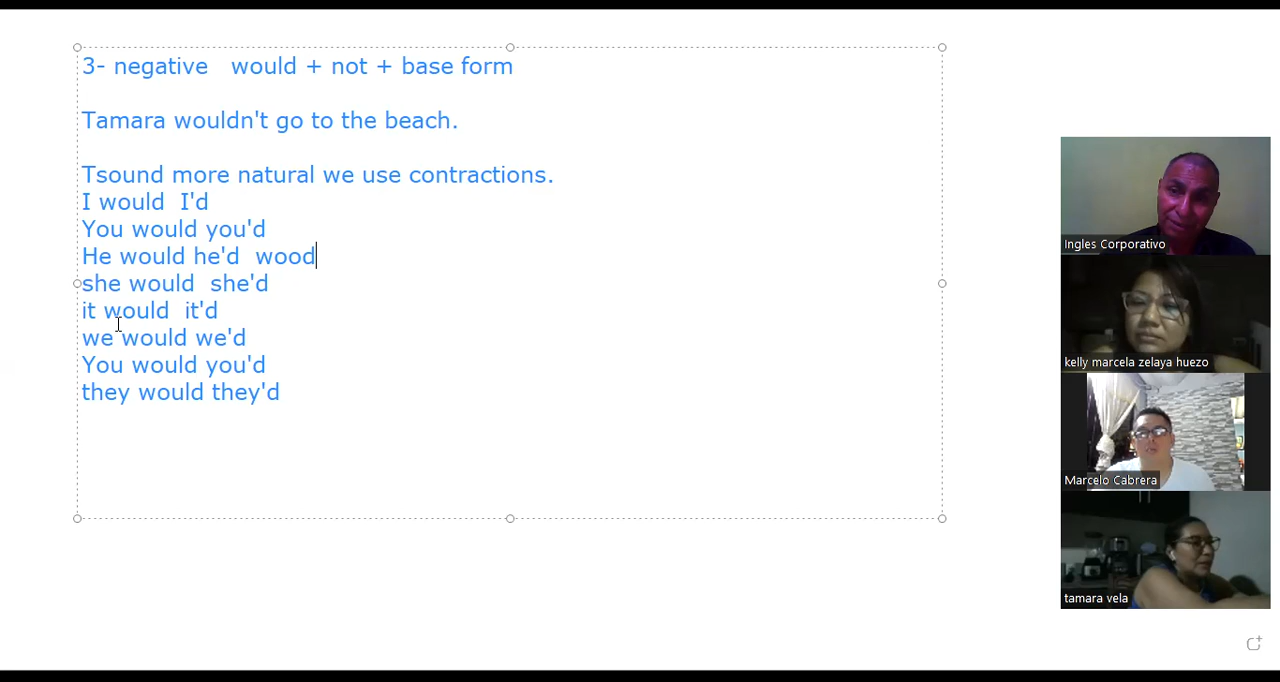 3- negative would + not + base form
Tamara wouldn't go to the beach.
Tsound more natural we use contractions.
I would I'd
You would you'd
He would he'd wood
she would she'd
it would it'd
we would we'd
You would you'd
they would they'd
Ingles Corporativo
kelly marcela zelaya huezo
Marcelo Cabrera
tamara vela